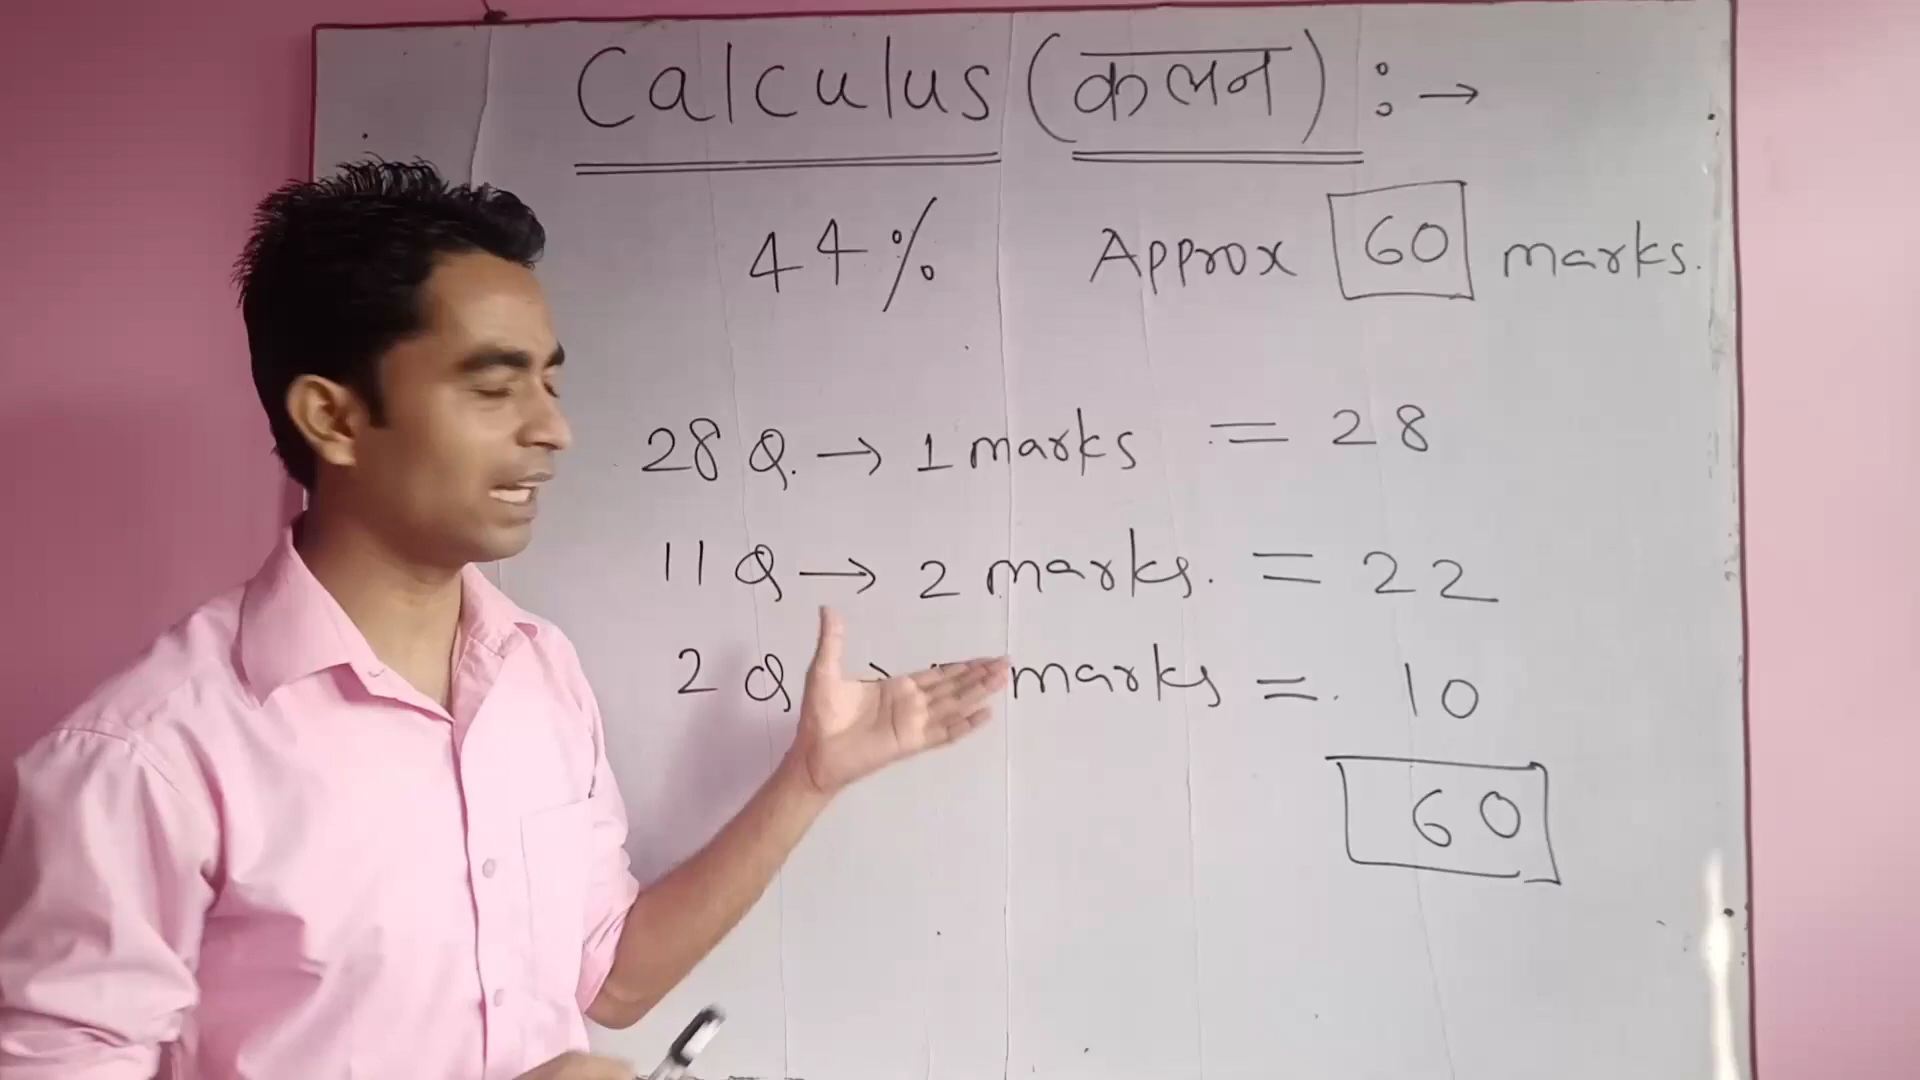 Calculus (कलन) :→
44% Approx 60 marks.
28 Q. → 1 marks = 28
11 Q → 2 marks. = 22
2 Q → marks = 10
60